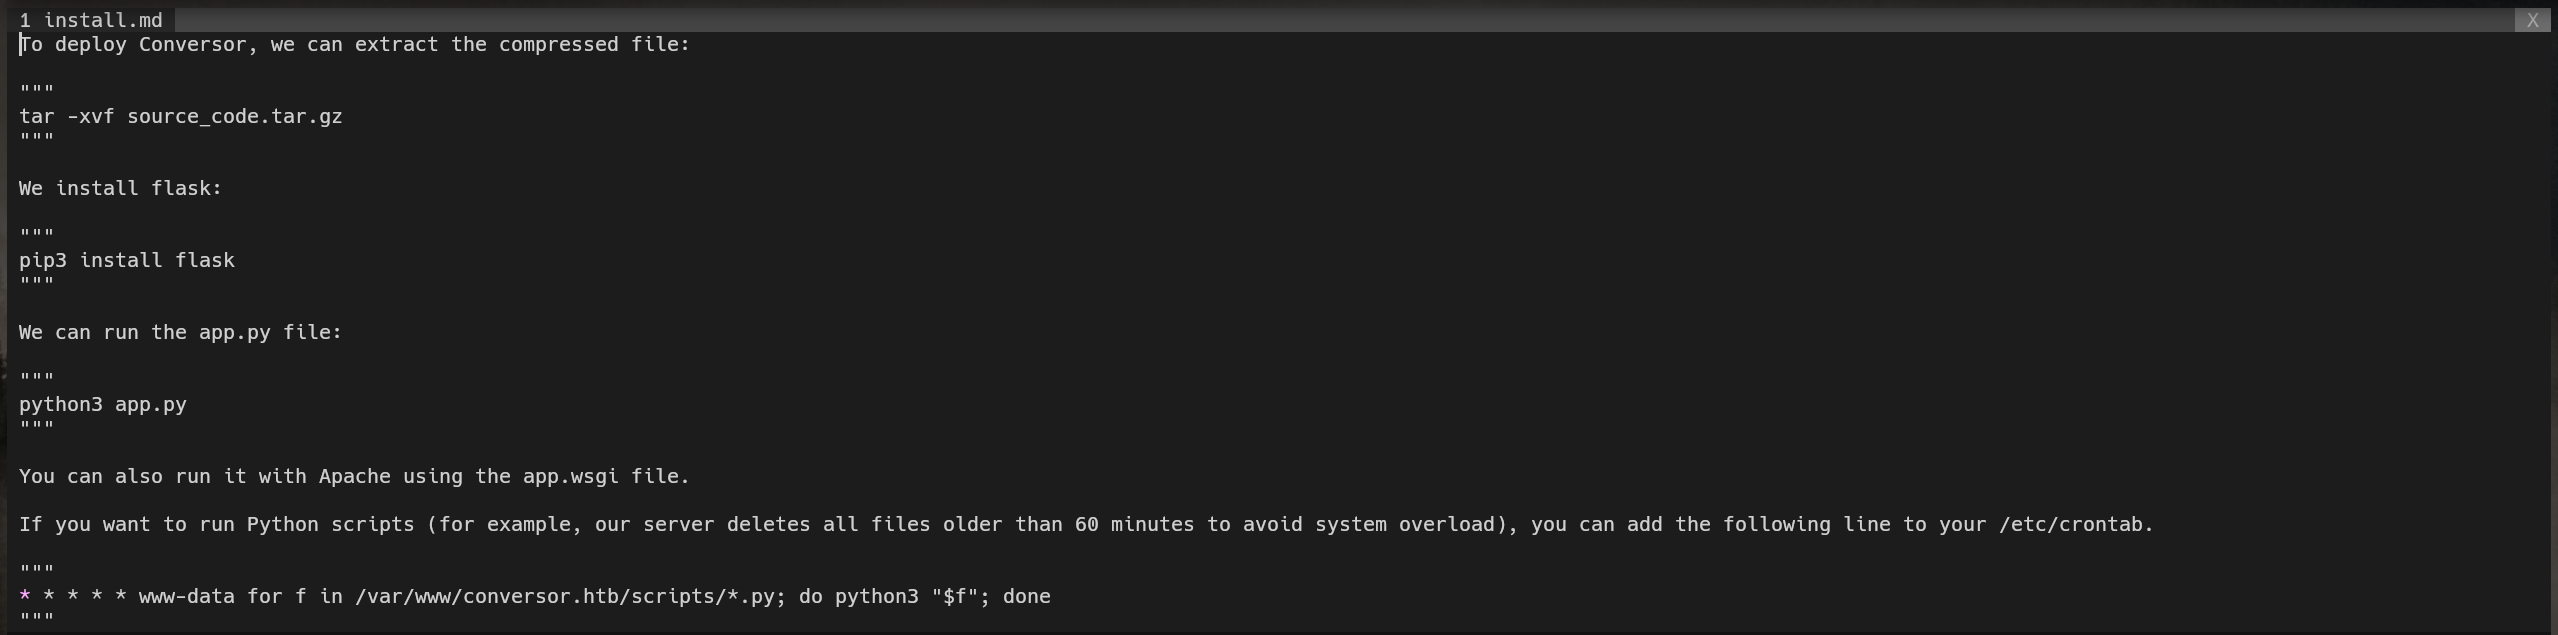 1 install.md X
To deploy Conversor, we can extract the compressed file:
"""
tar -xvf source_code.tar.gz
"""
We install flask:
"""
pip3 install flask
"""
We can run the app.py file:
"""
python3 app.py
"""
You can also run it with Apache using the app.wsgi file.
If you want to run Python scripts (for example, our server deletes all files older than 60 minutes to avoid system overload), you can add the following line to your /etc/crontab.
"""
* * * * * www-data for f in /var/www/conversor.htb/scripts/*.py; do python3 "$f"; done
"""